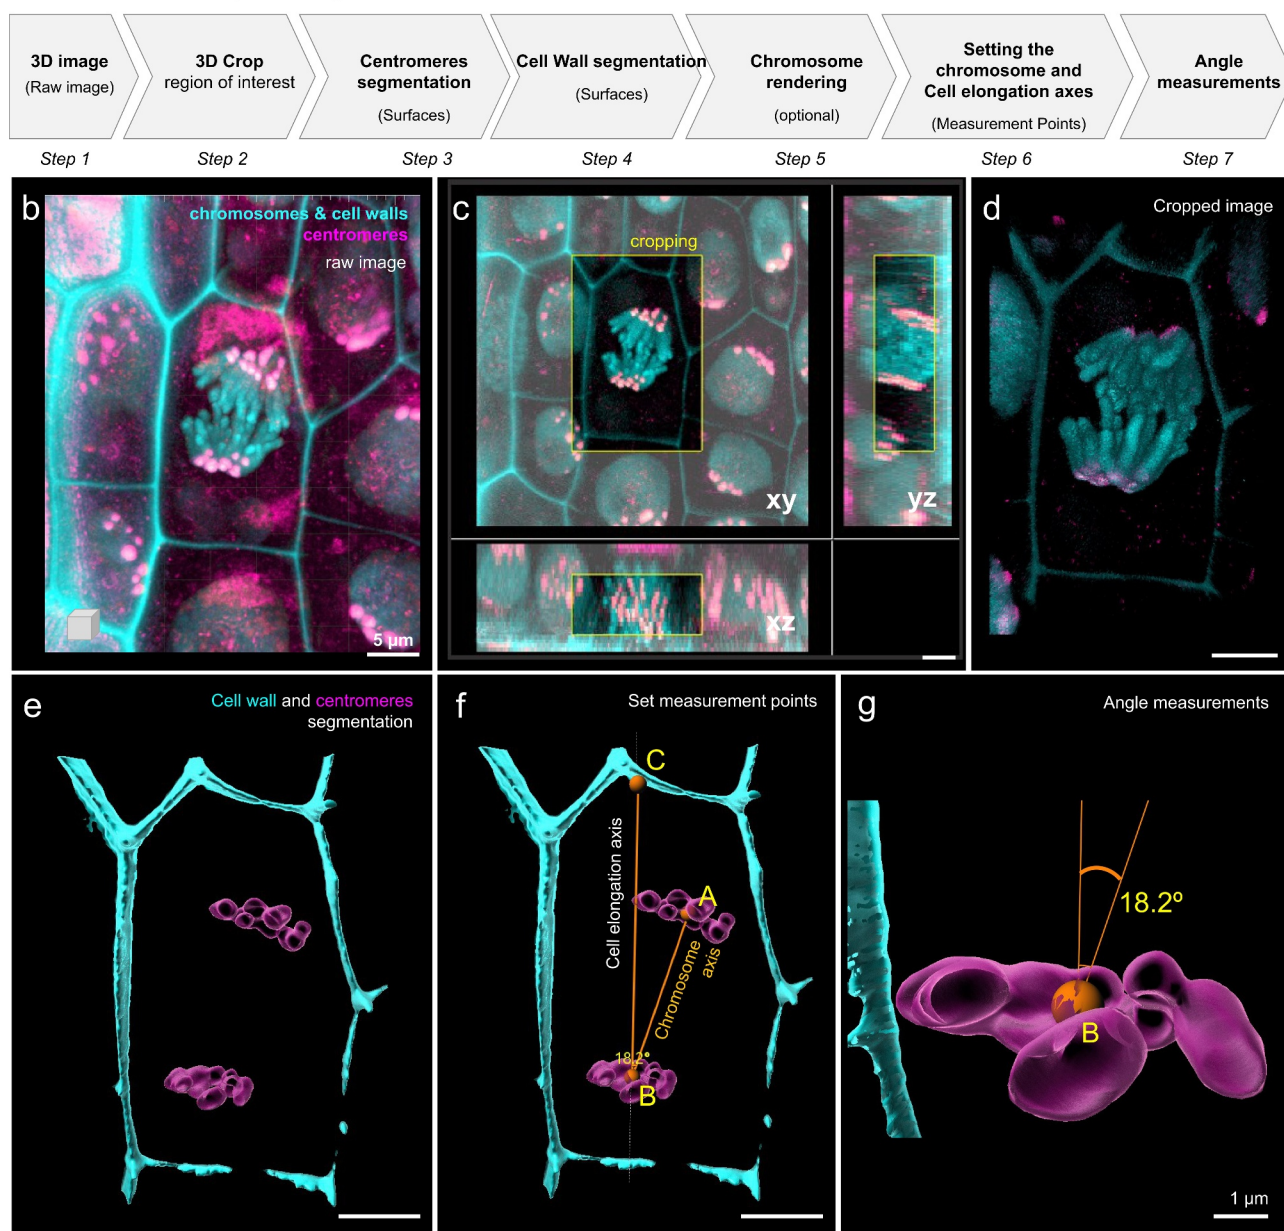 3D image
(Raw image)
3D Crop
region of interest
Centromeres
segmentation
(Surfaces)
Cell Wall segmentation
(Surfaces)
Chromosome
rendering
(optional)
Setting the
chromosome and
Cell elongation axes
(Measurement Points)
Angle
measurements
Step 1
Step 2
Step 3
Step 4
Step 5
Step 6
Step 7
b
chromosomes & cell walls
centromeres
raw image
5 µm
c
cropping
xy
yz
xz
d
Cropped image
e
Cell wall and centromeres
segmentation
f
Set measurement points
C
Cell elongation axis
A
Chromosome
axis
18.2º
B
g
Angle measurements
18.2º
B
1 µm